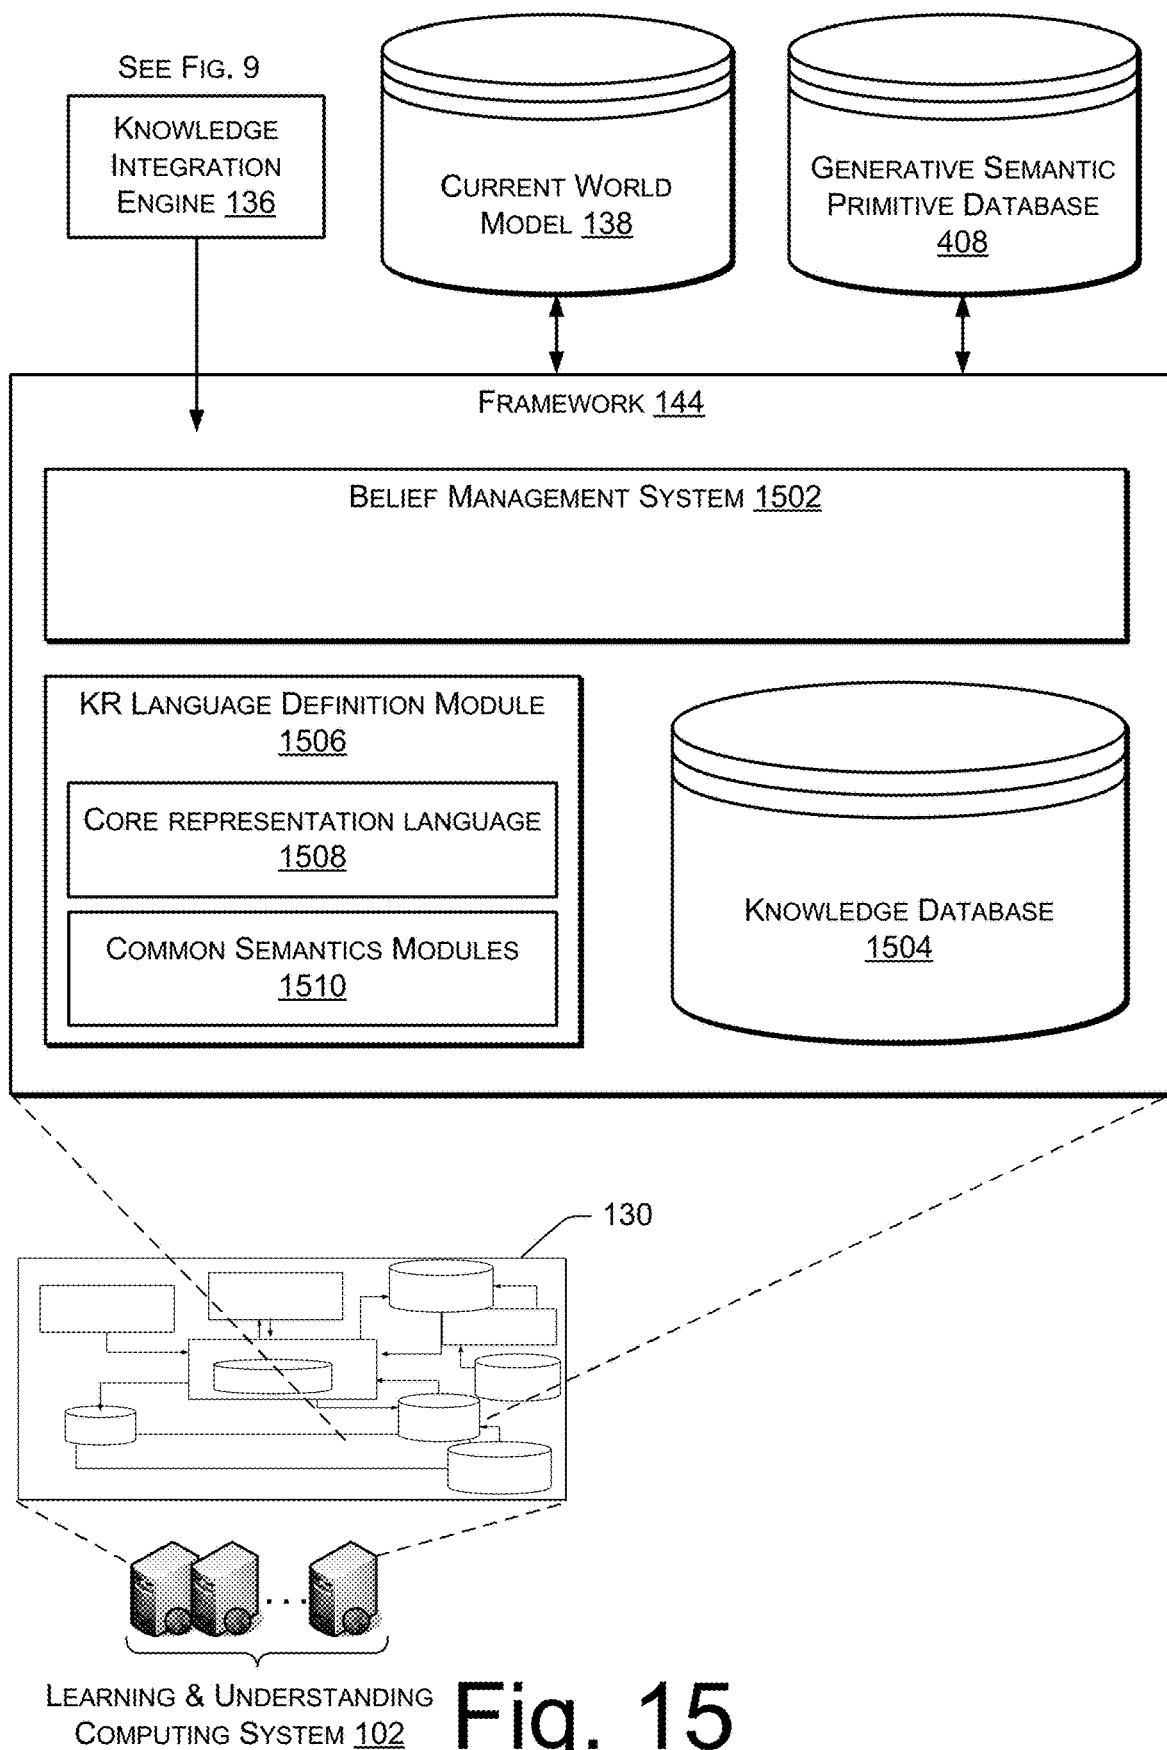 SEE FIG. 9
KNOWLEDGE
INTEGRATION
ENGINE 136
CURRENT WORLD
MODEL 138
GENERATIVE SEMANTIC
PRIMITIVE DATABASE
408
FRAMEWORK 144
BELIEF MANAGEMENT SYSTEM 1502
KR LANGUAGE DEFINITION MODULE
1506
CORE REPRESENTATION LANGUAGE
1508
COMMON SEMANTICS MODULES
1510
KNOWLEDGE DATABASE
1504
130
...
LEARNING & UNDERSTANDING
COMPUTING SYSTEM 102
Fig. 15